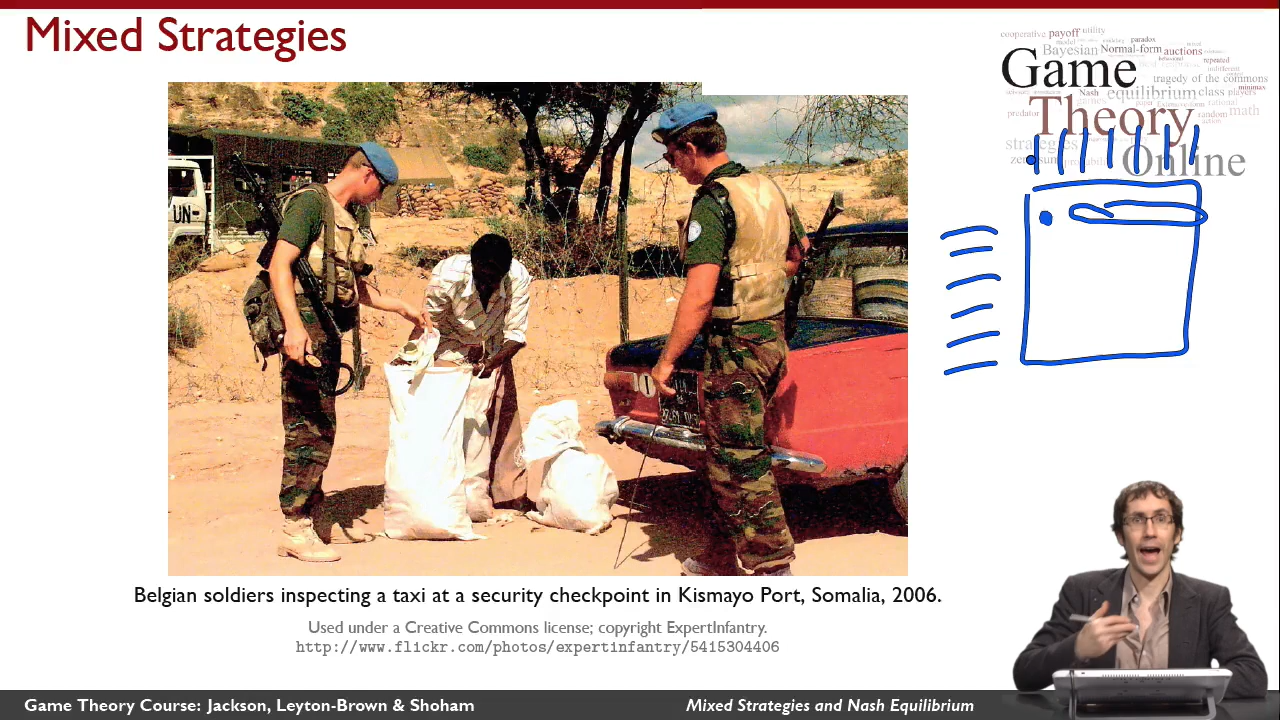 Mixed Strategies
cooperative payoff utility
Bayesian Normal-form auctions
Game
tragedy of the commons
Nash equilibrium class players
Theory
predator
random
math
Online
UN
Belgian soldiers inspecting a taxi at a security checkpoint in Kismayo Port, Somalia, 2006.
Used under a Creative Commons license; copyright ExpertInfantry.
http://www.flickr.com/photos/expertinfantry/5415304406
Game Theory Course: Jackson, Leyton-Brown & Shoham
Mixed Strategies and Nash Equilibrium